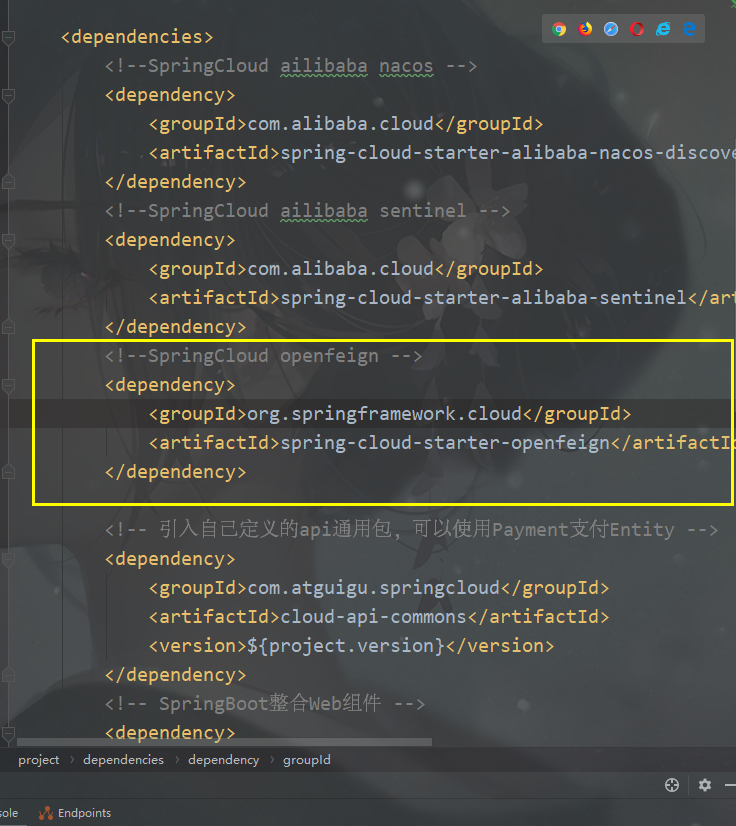 <dependencies>
<!--SpringCloud ailibaba nacos -->
<dependency>
<groupId>com.alibaba.cloud</groupId>
<artifactId>spring-cloud-starter-alibaba-nacos-discove
</dependency>
<!--SpringCloud ailibaba sentinel -->
<dependency>
<groupId>com.alibaba.cloud</groupId>
<artifactId>spring-cloud-starter-alibaba-sentinel</art
</dependency>
<!--SpringCloud openfeign -->
<dependency>
<groupId>org.springframework.cloud</groupId>
<artifactId>spring-cloud-starter-openfeign</artifactId
</dependency>
<!-- 引入自己定义的api通用包, 可以使用Payment支付Entity -->
<dependency>
<groupId>com.atguigu.springcloud</groupId>
<artifactId>cloud-api-commons</artifactId>
<version>${project.version}</version>
</dependency>
<!-- SpringBoot整合Web组件 -->
<dependency>
project › dependencies › dependency › groupId
sole Endpoints